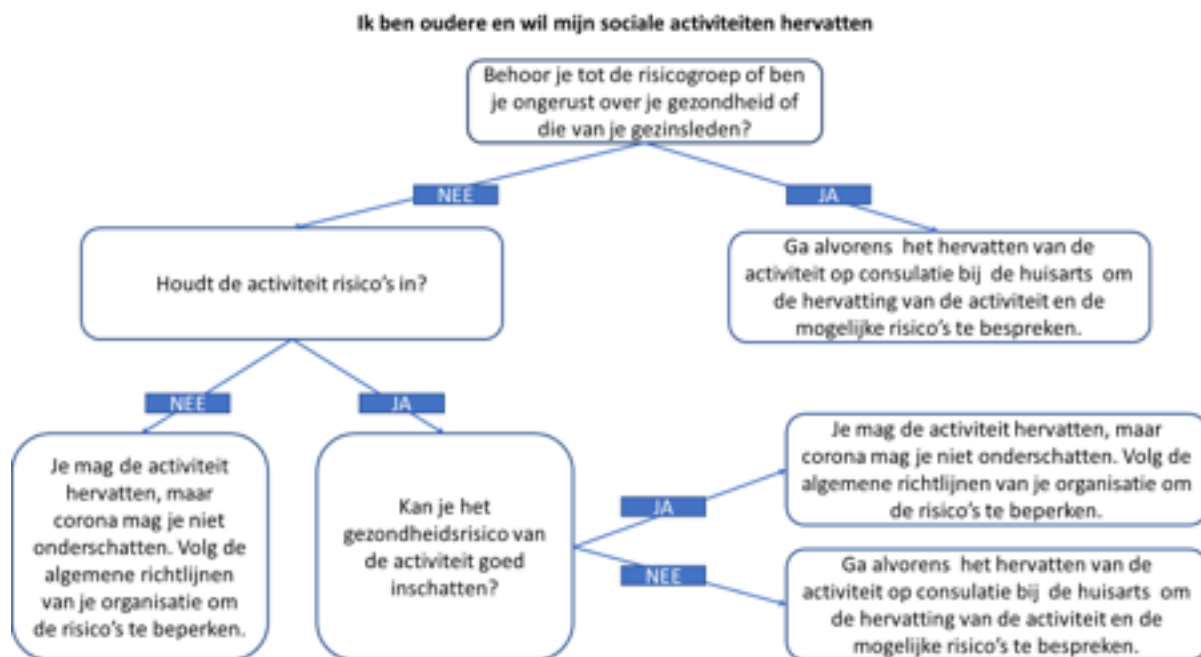 Ik ben oudere en wil mijn sociale activiteiten hervatten
Behoor je tot de risicogroep of ben
je ongerust over je gezondheid of
die van je gezinsleden?
NEE
JA
Houdt de activiteit risico's in?
Ga alvorens het hervatten van de
activiteit op consulatie bij de huisarts om
de hervatting van de activiteit en de
mogelijke risico's te bespreken.
NEE
JA
Je mag de activiteit
hervatten, maar
corona mag je niet
onderschatten. Volg de
algemene richtlijnen
van je organisatie om
de risico's te beperken.
Kan je het
gezondheidsrisico van
de activiteit goed
inschatten?
JA
NEE
Je mag de activiteit hervatten, maar
corona mag je niet onderschatten. Volg de
algemene richtlijnen van je organisatie om
de risico's te beperken.
Ga alvorens het hervatten van de
activiteit op consulatie bij de huisarts om
de hervatting van de activiteit en de
mogelijke risico's te bespreken.